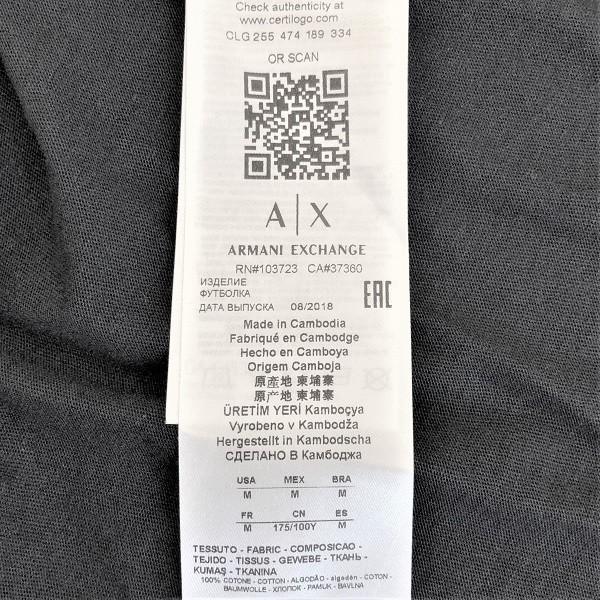 Check authenticity at
www.certilogo.com
CLG 255 474 189 334
OR SCAN
A|X
ARMANI EXCHANGE
RN#103723 CA#37360
ИЗДЕЛИЕ
ФУТБОЛКА
ДАТА ВЫПУСКА 08/2018
EAC
Made in Cambodia
Fabriqué en Cambodge
Hecho en Camboya
Origem Camboja
原產地 柬埔寨
原产地 柬埔寨
ÜRETİM YERİ Kamboçya
Vyrobeno v Kambodža
Hergestellt in Kambodscha
СДЕЛАНО В Камбоджа
USA MEX BRA
M M M
FR CN ES
M 175/100Y M
TESSUTO - FABRIC - COMPOSICAO -
TEJIDO - TISSUS - GEWEBE - ТКАНЬ -
KUMAŞ - TKANINA
100% COTONE - COTTON - ALGODÃO - algodón - COTON -
BAUMWOLLE - ХЛОПОК - PAMUK - BAVLNA